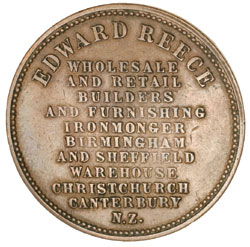 EDWARD REECE
WHOLESALE
AND RETAIL
BUILDERS
AND FURNISHING
IRONMONGER
BIRMINGHAM
AND SHEFFIELD
WAREHOUSE
CHRISTCHURCH
CANTERBURY
N.Z.